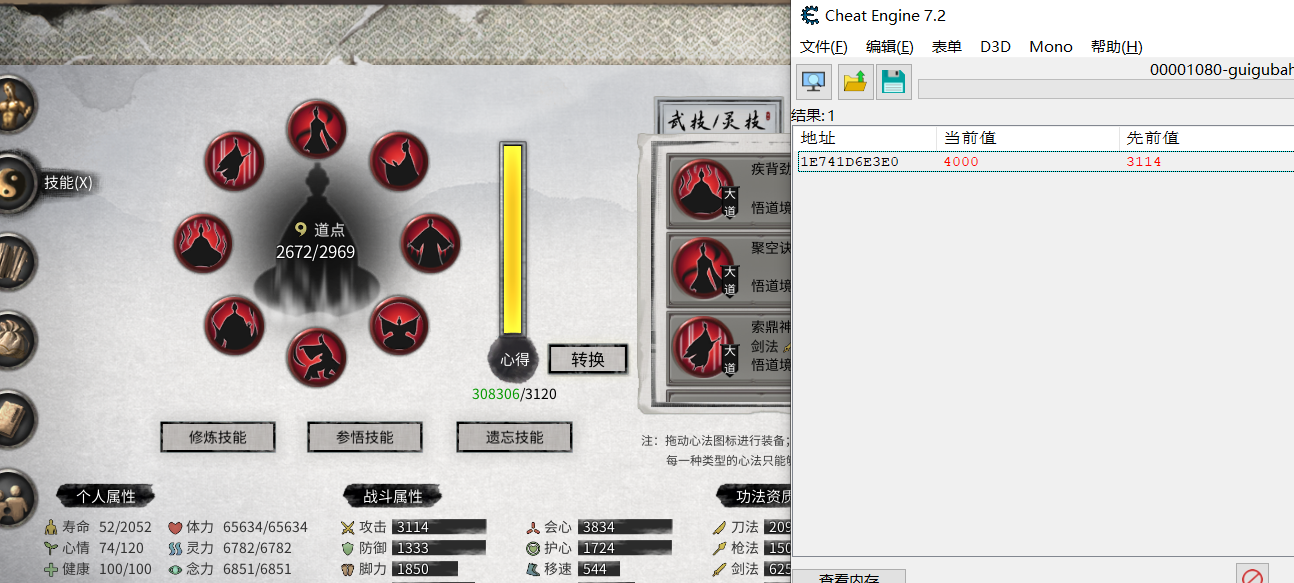 技能(X)
道点
2672/2969
心得
转换
308306/3120
修炼技能
参悟技能
遗忘技能
武技/灵技
疾背劲
大道
悟道境
聚空诀
大道
悟道境
索鼎神
剑法
大道
悟道境
注：拖动心法图标进行装备；
每一种类型的心法只能够
个人属性
战斗属性
功法资质
寿命 52/2052 体力 65634/65634 攻击 3114 会心 3834 刀法 209
心情 74/120 灵力 6782/6782 防御 1333 护心 1724 枪法 150
健康 100/100 念力 6851/6851 脚力 1850 移速 544 剑法 625
Cheat Engine 7.2
文件(F) 编辑(E) 表单 D3D Mono 帮助(H)
00001080-guigubah
结果: 1
地址 当前值 先前值
1E741D6E3E0 4000 3114
查看内存